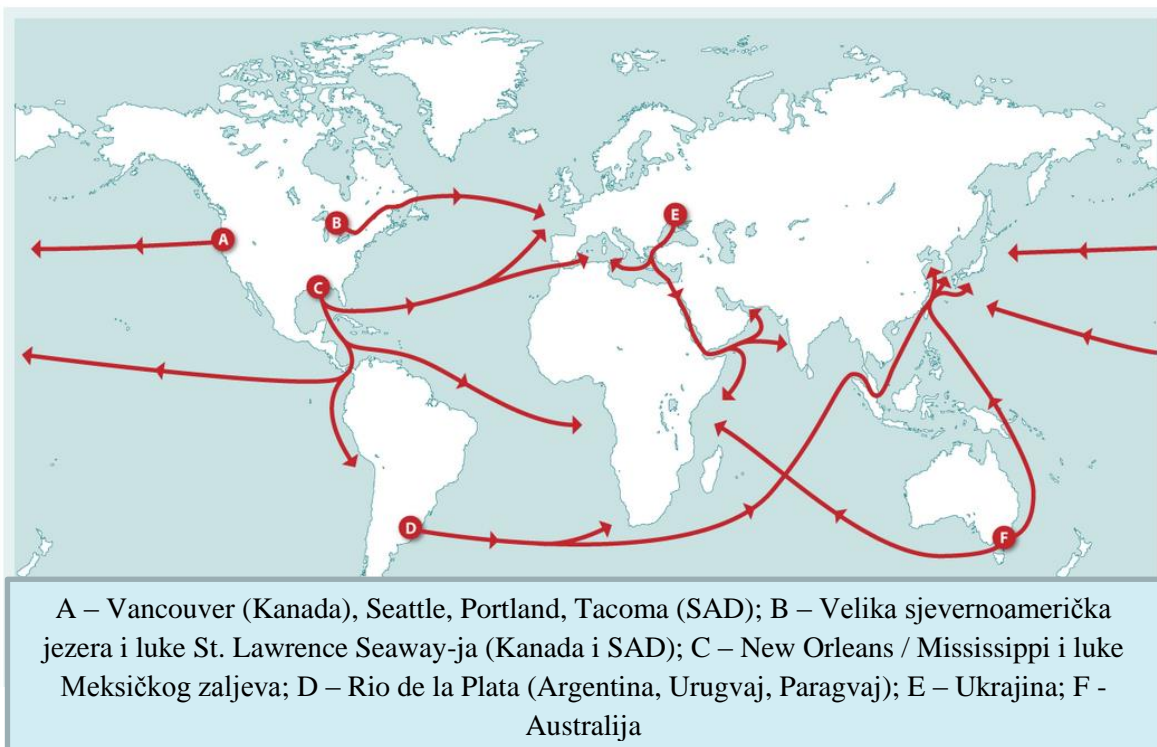 B
E
A
C
D
F
A – Vancouver (Kanada), Seattle, Portland, Tacoma (SAD); B – Velika sjevernoamerička
jezera i luke St. Lawrence Seaway-ja (Kanada i SAD); C – New Orleans / Mississippi i luke
Meksičkog zaljeva; D – Rio de la Plata (Argentina, Urugvaj, Paragvaj); E – Ukrajina; F -
Australija